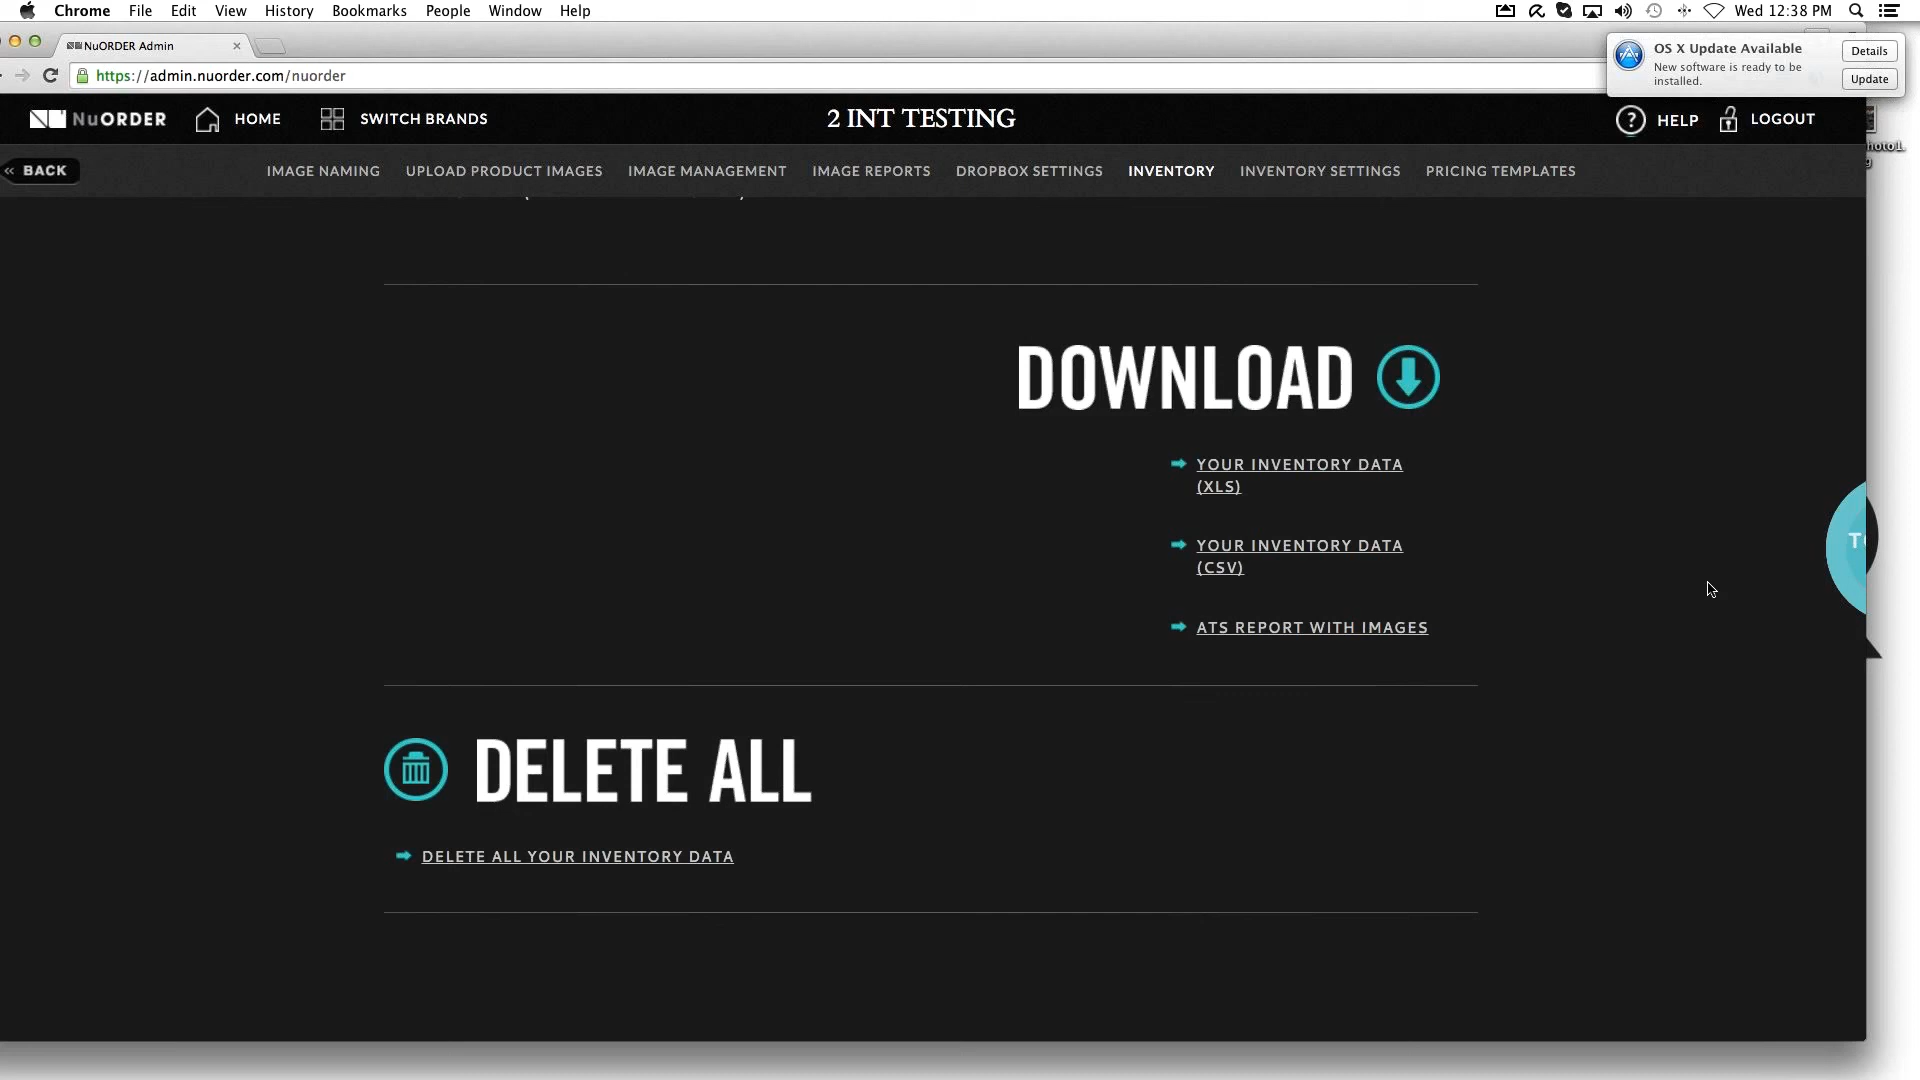 Chrome File Edit View History Bookmarks People Window Help Wed 12:38 PM
NuORDER Admin
OS X Update Available
New software is ready to be
installed.
Details
Update
https://admin.nuorder.com/nuorder
NuORDER HOME SWITCH BRANDS 2 INT TESTING ? HELP LOGOUT
hoto1.
g
« BACK IMAGE NAMING UPLOAD PRODUCT IMAGES IMAGE MANAGEMENT IMAGE REPORTS DROPBOX SETTINGS INVENTORY INVENTORY SETTINGS PRICING TEMPLATES
DOWNLOAD
YOUR INVENTORY DATA
(XLS)
YOUR INVENTORY DATA
(CSV)
ATS REPORT WITH IMAGES
DELETE ALL
DELETE ALL YOUR INVENTORY DATA